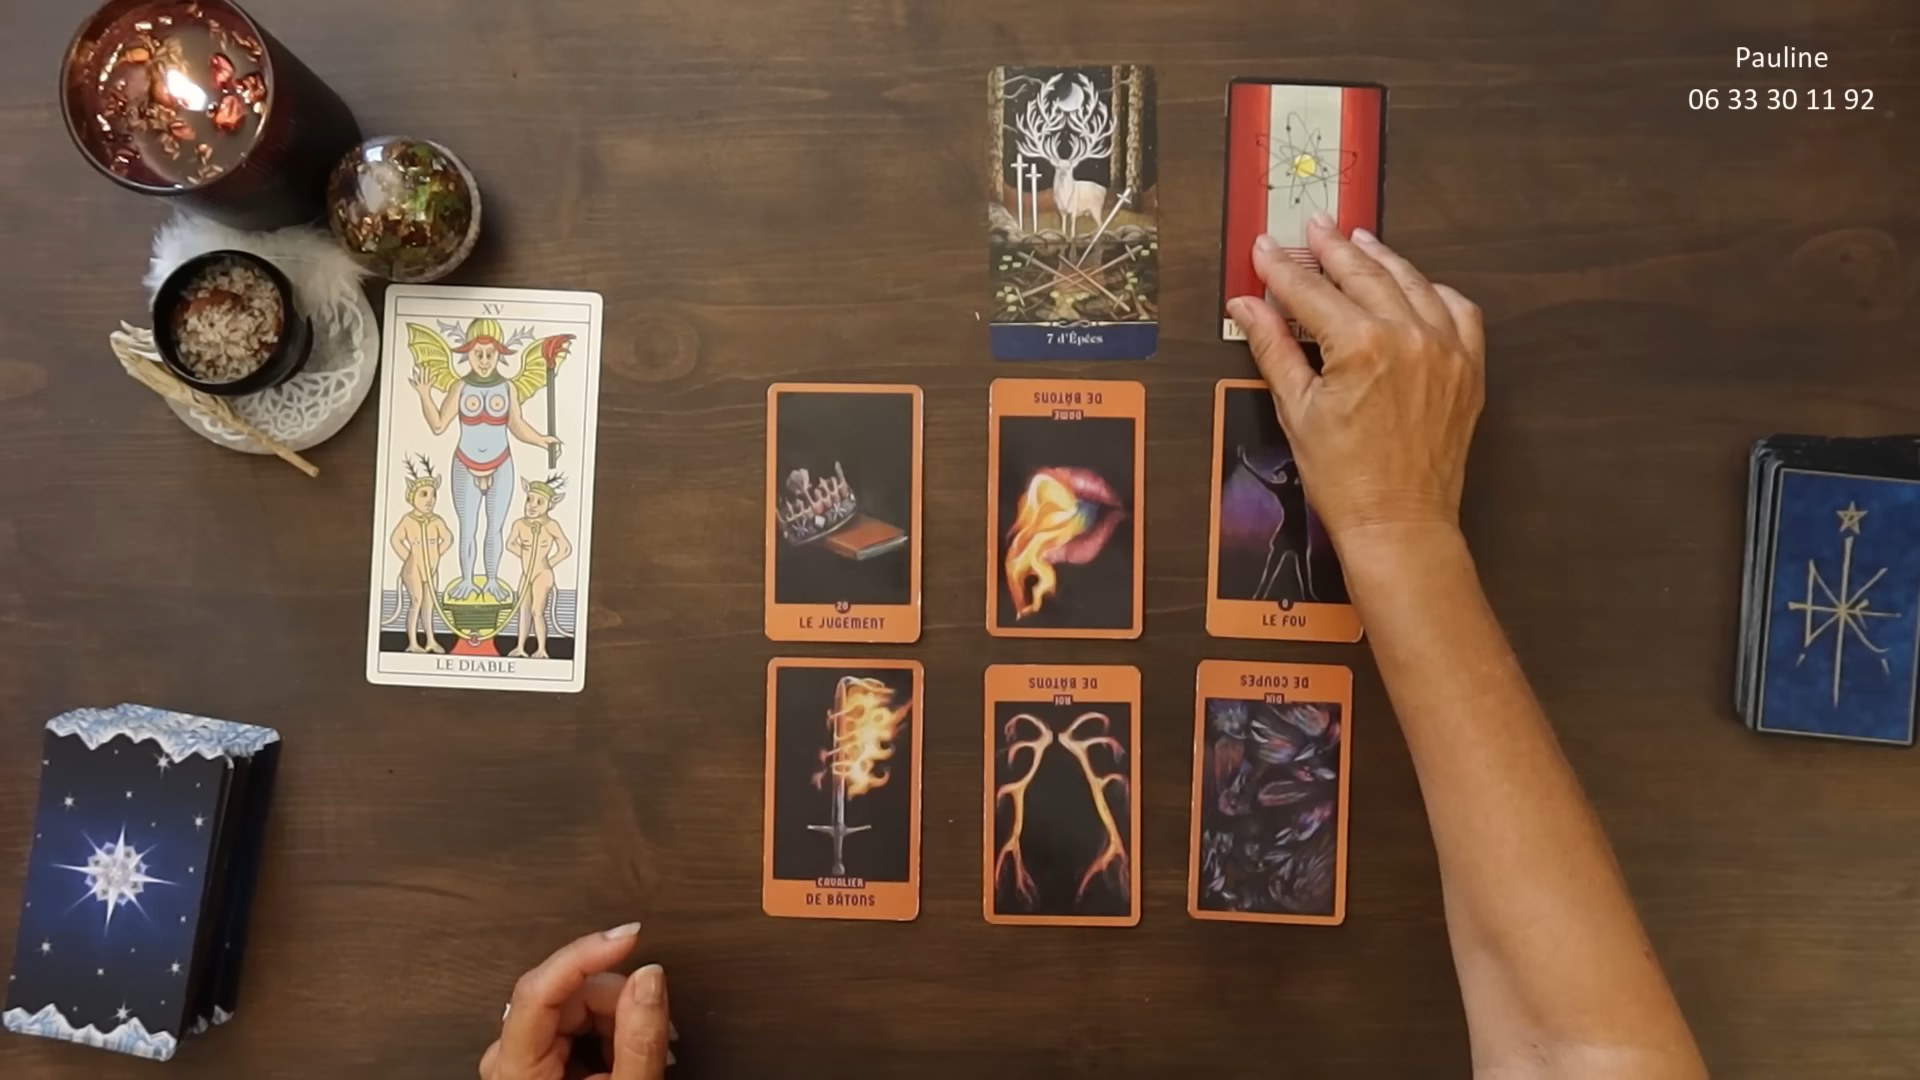 Pauline
06 33 30 11 92
7 d'Épées
XV
LE DIABLE
DAME
DE BÂTONS
20
LE JUGEMENT
0
LE FOU
ROI
DE BÂTONS
DIX
DE COUPES
CAVALIER
DE BÂTONS